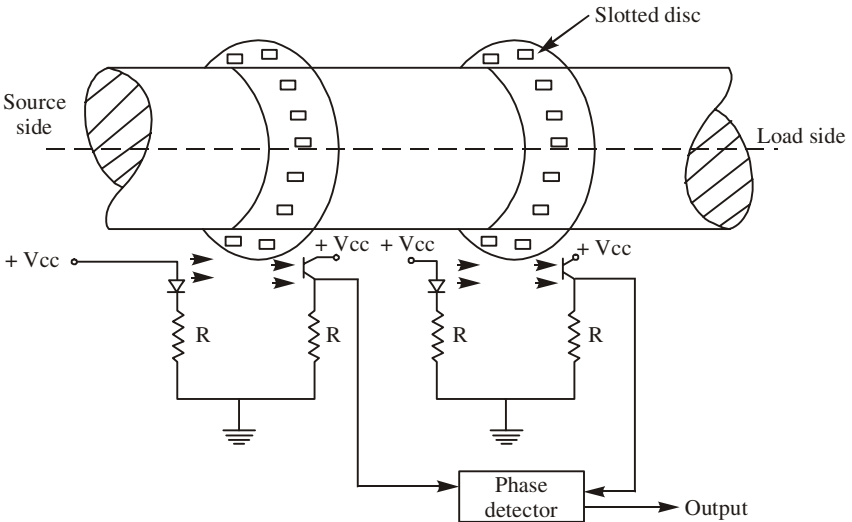 Slotted disc
Source
side
Load side
+ Vcc
+ Vcc
+ Vcc
+ Vcc
R
R
R
R
Phase
detector
Output